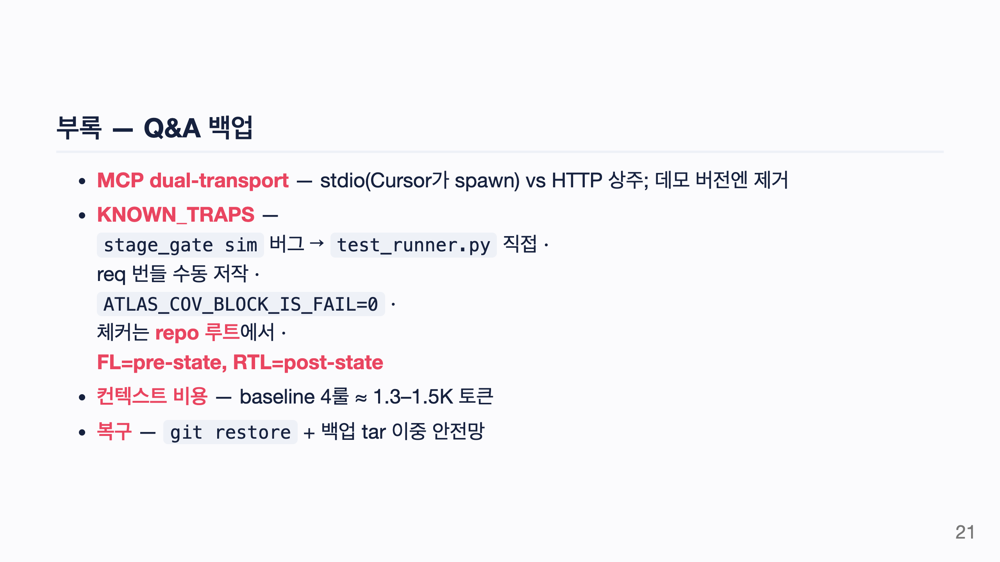 부록 — Q&A 백업
• MCP dual-transport — stdio(Cursor가 spawn) vs HTTP 상주; 데모 버전엔 제거
• KNOWN_TRAPS —
stage_gate sim 버그 → test_runner.py 직접 ·
req 번들 수동 저작 ·
ATLAS_COV_BLOCK_IS_FAIL=0 ·
체커는 repo 루트에서 ·
FL=pre-state, RTL=post-state
• 컨텍스트 비용 — baseline 4룰 ≈ 1.3–1.5K 토큰
• 복구 — git restore + 백업 tar 이중 안전망
21